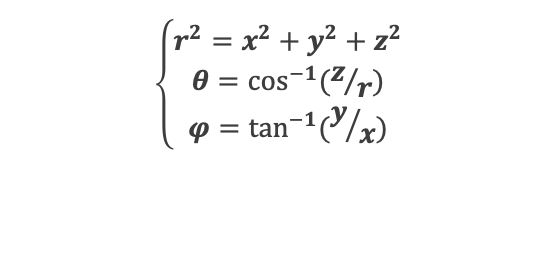 r² = x² + y² + z²
θ = cos⁻¹(z/r)
φ = tan⁻¹(y/x)